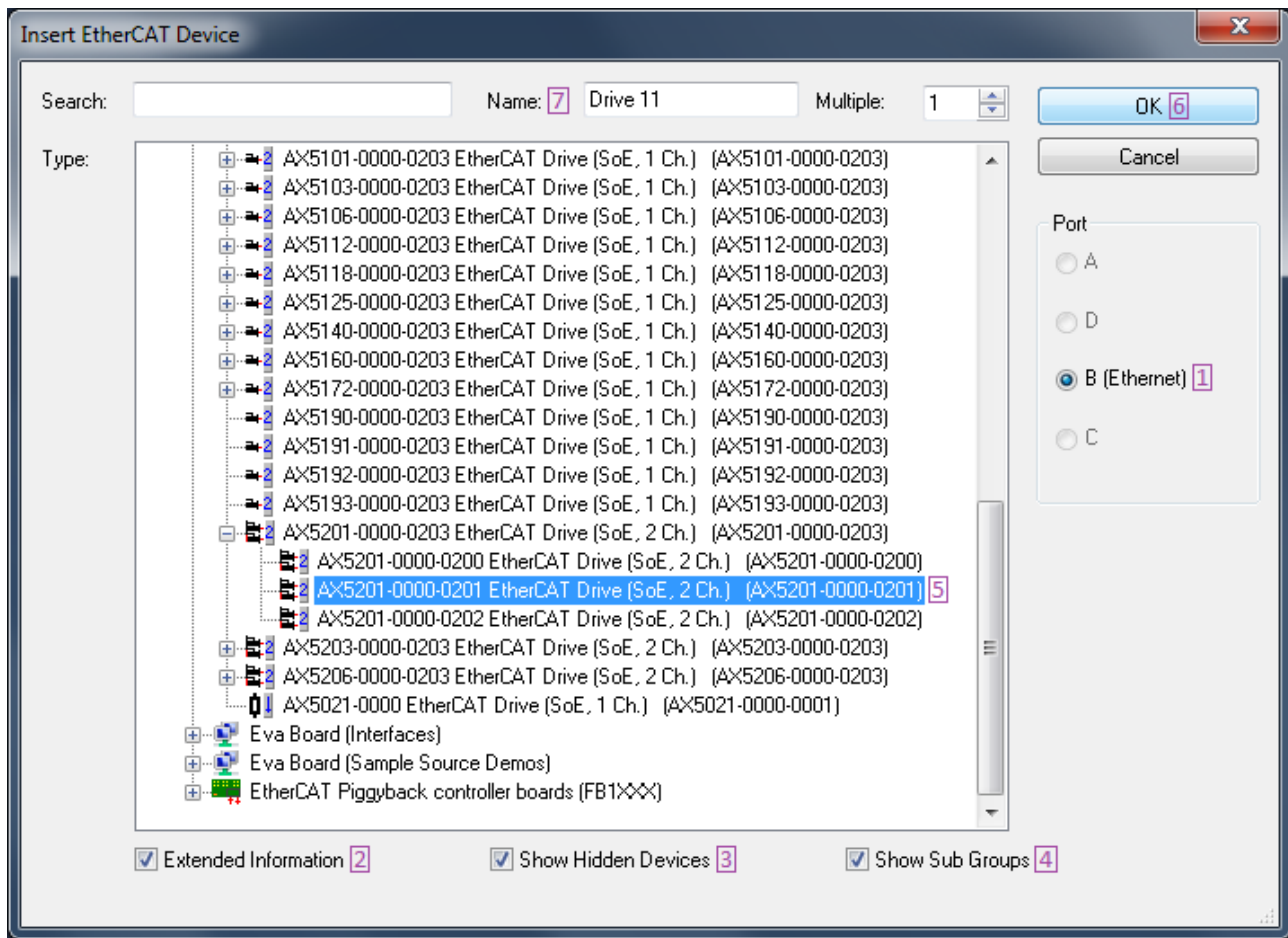 Insert EtherCAT Device
Search: Name: 7 Drive 11 Multiple: 1 OK 6
Cancel
Type:
AX5101-0000-0203 EtherCAT Drive (SoE, 1 Ch.) (AX5101-0000-0203)
AX5103-0000-0203 EtherCAT Drive (SoE, 1 Ch.) (AX5103-0000-0203)
AX5106-0000-0203 EtherCAT Drive (SoE, 1 Ch.) (AX5106-0000-0203)
AX5112-0000-0203 EtherCAT Drive (SoE, 1 Ch.) (AX5112-0000-0203)
AX5118-0000-0203 EtherCAT Drive (SoE, 1 Ch.) (AX5118-0000-0203)
AX5125-0000-0203 EtherCAT Drive (SoE, 1 Ch.) (AX5125-0000-0203)
AX5140-0000-0203 EtherCAT Drive (SoE, 1 Ch.) (AX5140-0000-0203)
AX5160-0000-0203 EtherCAT Drive (SoE, 1 Ch.) (AX5160-0000-0203)
AX5172-0000-0203 EtherCAT Drive (SoE, 1 Ch.) (AX5172-0000-0203)
AX5190-0000-0203 EtherCAT Drive (SoE, 1 Ch.) (AX5190-0000-0203)
AX5191-0000-0203 EtherCAT Drive (SoE, 1 Ch.) (AX5191-0000-0203)
AX5192-0000-0203 EtherCAT Drive (SoE, 1 Ch.) (AX5192-0000-0203)
AX5193-0000-0203 EtherCAT Drive (SoE, 1 Ch.) (AX5193-0000-0203)
AX5201-0000-0203 EtherCAT Drive (SoE, 2 Ch.) (AX5201-0000-0203)
AX5201-0000-0200 EtherCAT Drive (SoE, 2 Ch.) (AX5201-0000-0200)
AX5201-0000-0201 EtherCAT Drive (SoE, 2 Ch.) (AX5201-0000-0201) 5
AX5201-0000-0202 EtherCAT Drive (SoE, 2 Ch.) (AX5201-0000-0202)
AX5203-0000-0203 EtherCAT Drive (SoE, 2 Ch.) (AX5203-0000-0203)
AX5206-0000-0203 EtherCAT Drive (SoE, 2 Ch.) (AX5206-0000-0203)
AX5021-0000 EtherCAT Drive (SoE, 1 Ch.) (AX5021-0000-0001)
Eva Board (Interfaces)
Eva Board (Sample Source Demos)
EtherCAT Piggyback controller boards (FB1XXX)
Port
A
D
B (Ethernet) 1
C
Extended Information 2 Show Hidden Devices 3 Show Sub Groups 4